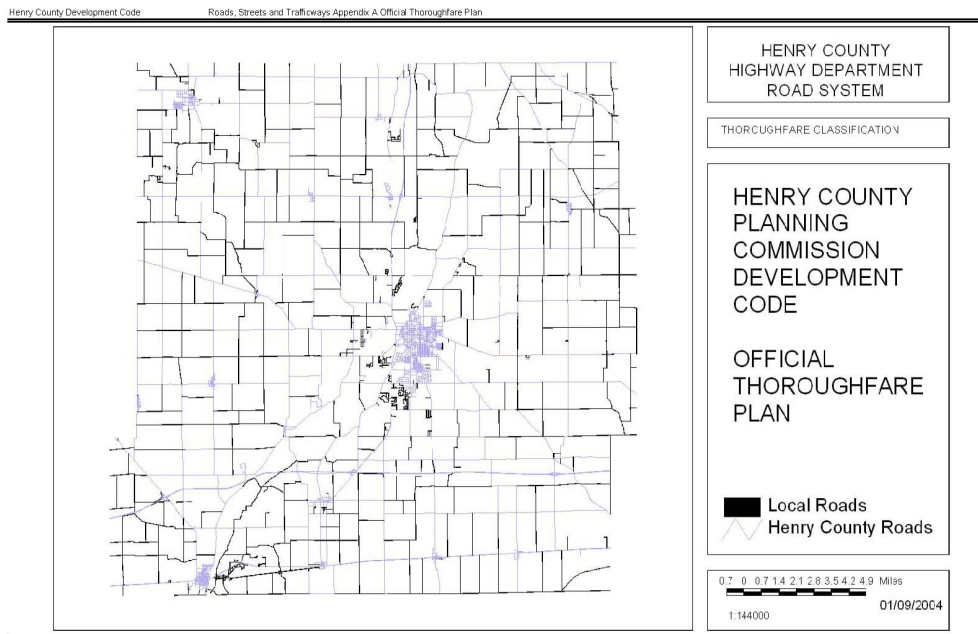 Henry County Development Code Roads, Streets and Trafficways Appendix A Official Thoroughfare Plan
HENRY COUNTY
HIGHWAY DEPARTMENT
ROAD SYSTEM
THORCUGHFARE CLASSIFICATION
HENRY COUNTY
PLANNING
COMMISSION
DEVELOPMENT
CODE
OFFICIAL
THOROUGHFARE
PLAN
Local Roads
Henry County Roads
0.7 0 0.7 1.4 2.1 2.8 3.5 4.2 4.9 Miles
01/09/2004
1:144000